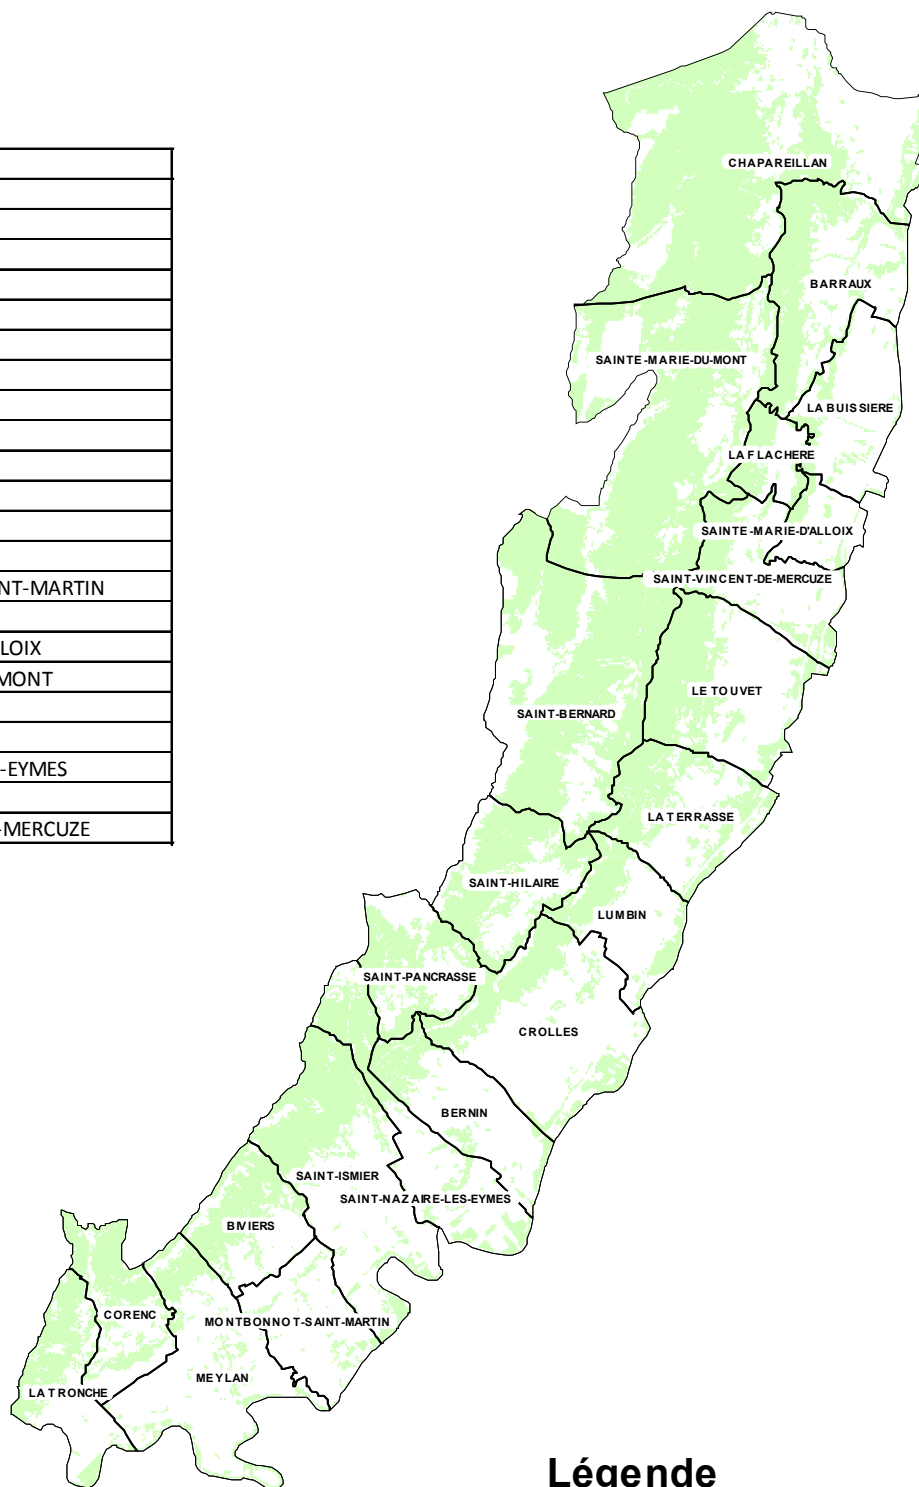 CHAPAREILLAN
BARRAUX
SAINTE-MARIE-DU-MONT
LA BUISSIERE
LA FLACHERE
SAINTE-MARIE-D'ALLOIX
SAINT-VINCENT-DE-MERCUZE
NT-MARTIN
LOIX
MONT
-EYMES
-MERCUZE
LE TOUVET
SAINT-BERNARD
LA TERRASSE
SAINT-HILAIRE
LUMBIN
SAINT-PANCRASSE
CROLLES
BERNIN
SAINT-ISMIER
SAINT-NAZAIRE-LES-EYMES
BIVIERS
CORENC
MONTBONNOT-SAINT-MARTIN
MEYLAN
LA TRONCHE
Légende